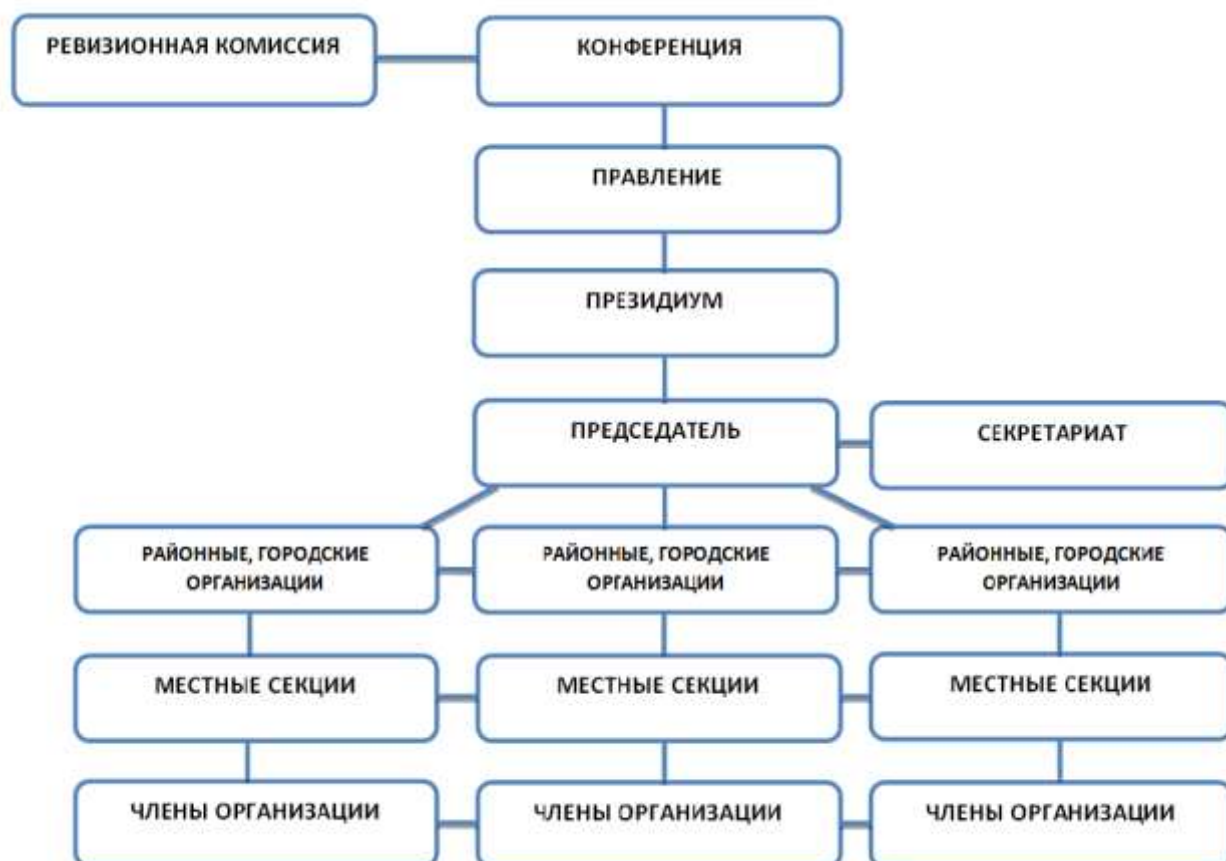 РЕВИЗИОННАЯ КОМИССИЯ
КОНФЕРЕНЦИЯ
ПРАВЛЕНИЕ
ПРЕЗИДИУМ
ПРЕДСЕДАТЕЛЬ
СЕКРЕТАРИАТ
РАЙОННЫЕ, ГОРОДСКИЕ
ОРГАНИЗАЦИИ
РАЙОННЫЕ, ГОРОДСКИЕ
ОРГАНИЗАЦИИ
РАЙОННЫЕ, ГОРОДСКИЕ
ОРГАНИЗАЦИИ
МЕСТНЫЕ СЕКЦИИ
МЕСТНЫЕ СЕКЦИИ
МЕСТНЫЕ СЕКЦИИ
ЧЛЕНЫ ОРГАНИЗАЦИИ
ЧЛЕНЫ ОРГАНИЗАЦИИ
ЧЛЕНЫ ОРГАНИЗАЦИИ